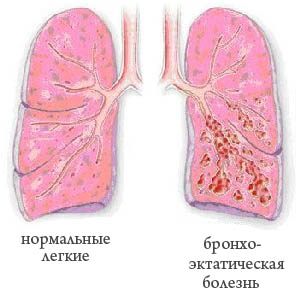 нормальные
легкие
бронхо-
эктатическая
болезнь